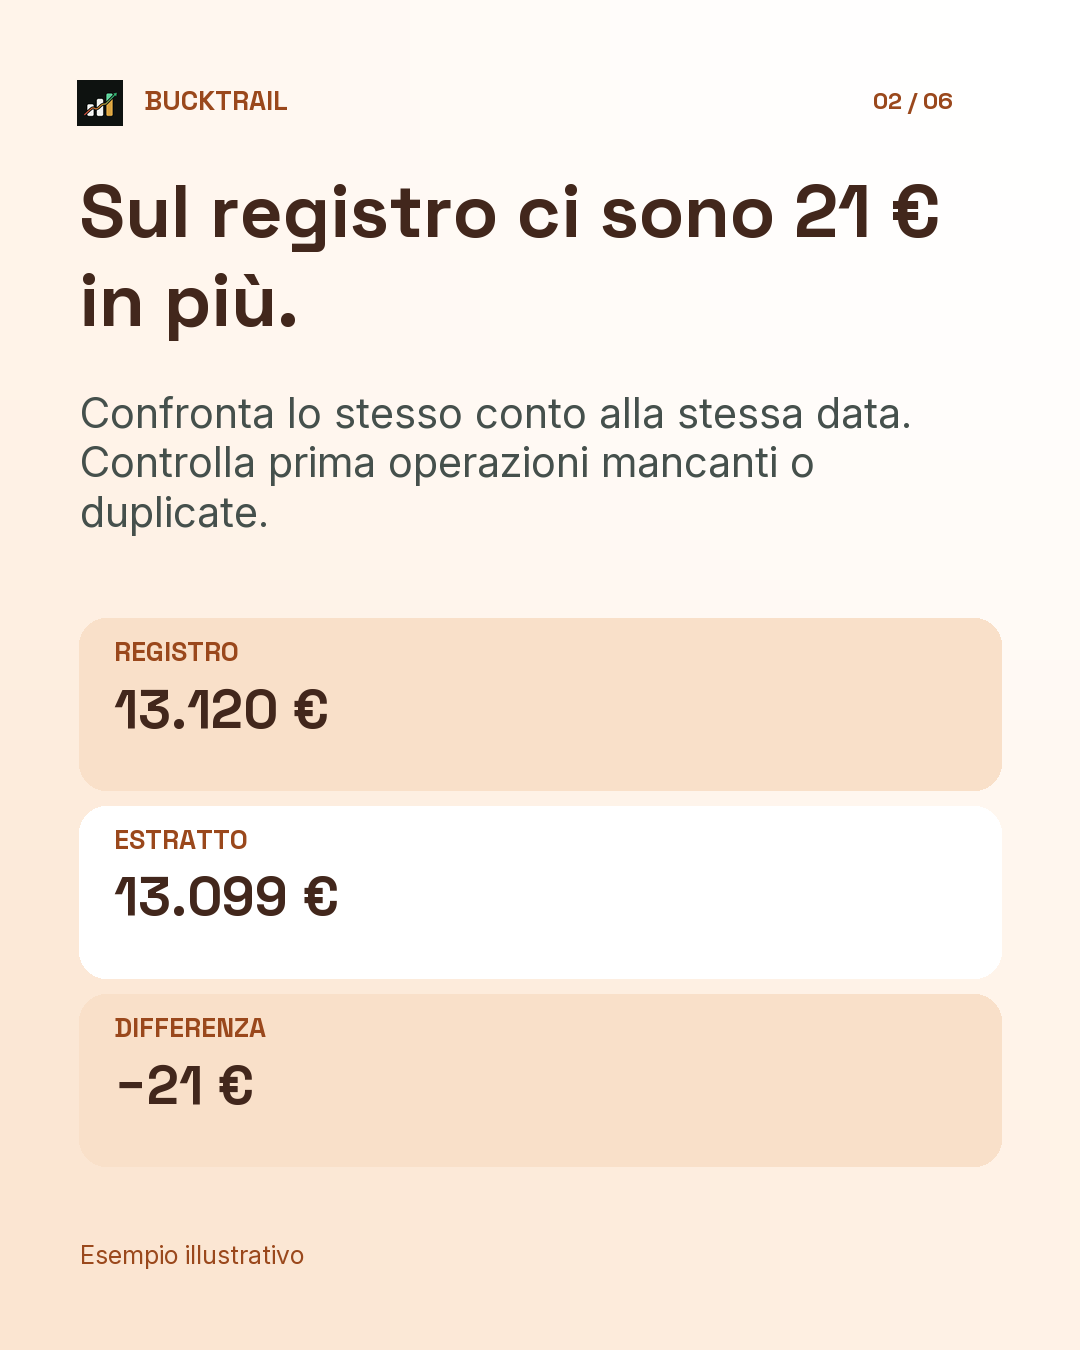 BUCKTRAIL
02 / 06
Sul registro ci sono 21 €
in più.
Confronta lo stesso conto alla stessa data.
Controlla prima operazioni mancanti o
duplicate.
REGISTRO
13.120 €
ESTRATTO
13.099 €
DIFFERENZA
−21 €
Esempio illustrativo